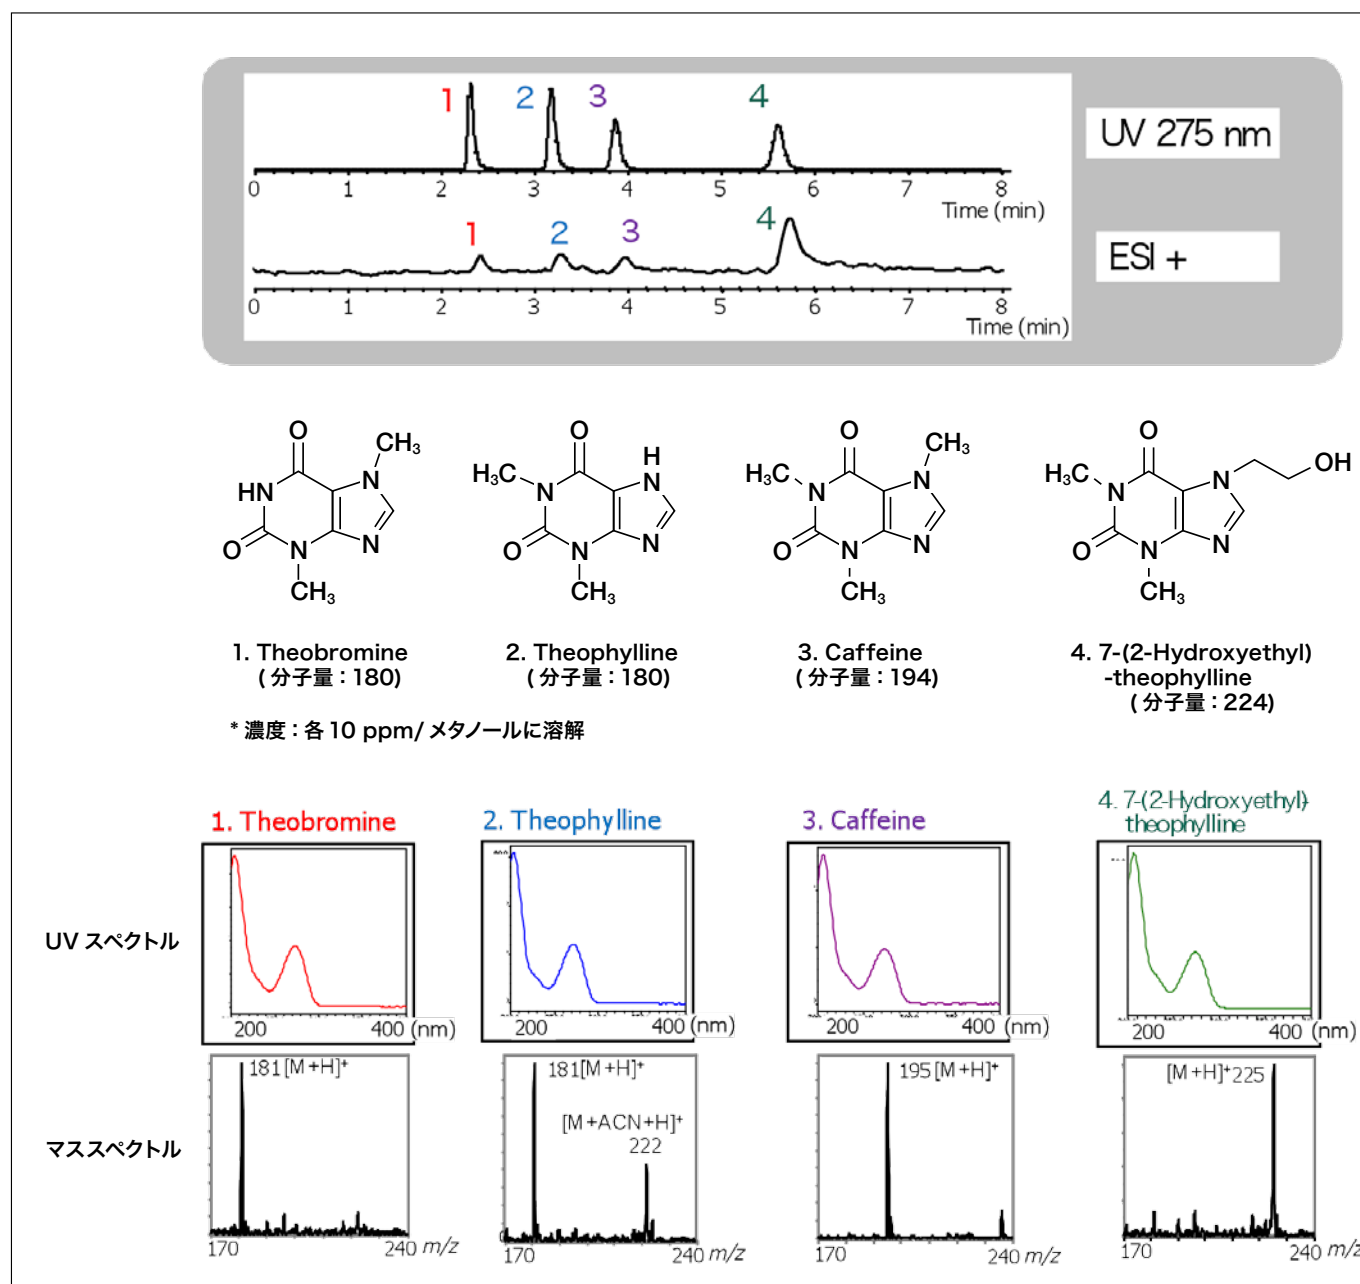 1
2
3
4
UV 275 nm
0 1 2 3 4 5 6 7 8
Time (min)
1
2
3
4
ESI +
0 1 2 3 4 5 6 7 8
Time (min)
O
CH₃
HN
N
O
N
N
CH₃
O
H
H₃C
N
N
O
N
N
CH₃
O
CH₃
H₃C
N
N
O
N
N
CH₃
O
OH
H₃C
N
N
O
N
N
CH₃
1. Theobromine
(分子量:180)
2. Theophylline
(分子量:180)
3. Caffeine
(分子量:194)
4. 7-(2-Hydroxyethyl)
-theophylline
(分子量:224)
* 濃度:各 10 ppm/ メタノールに溶解
1. Theobromine
2. Theophylline
3. Caffeine
4. 7-(2-Hydroxyethyl)-
theophylline
UV スペクトル
200 400 (nm)
200 400 (nm)
200 400 (nm)
200 400 (nm)
マススペクトル
181[M+H]⁺
170 240 m/z
181[M+H]⁺
[M+ACN+H]⁺
222
170 240 m/z
195[M+H]⁺
170 240 m/z
[M+H]⁺225
170 240 m/z